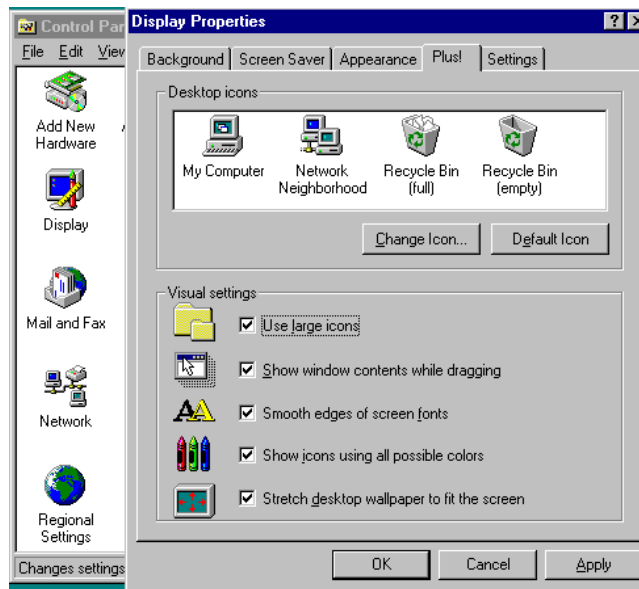 Control Par
File Edit View
Add New
Hardware
Display
Mail and Fax
Network
Regional
Settings
Changes settings
Display Properties
Background Screen Saver Appearance Plus! Settings
Desktop icons
My Computer Network Recycle Bin Recycle Bin
Neighborhood (full) (empty)
Change Icon... Default Icon
Visual settings
Use large icons
Show window contents while dragging
Smooth edges of screen fonts
Show icons using all possible colors
Stretch desktop wallpaper to fit the screen
OK Cancel Apply